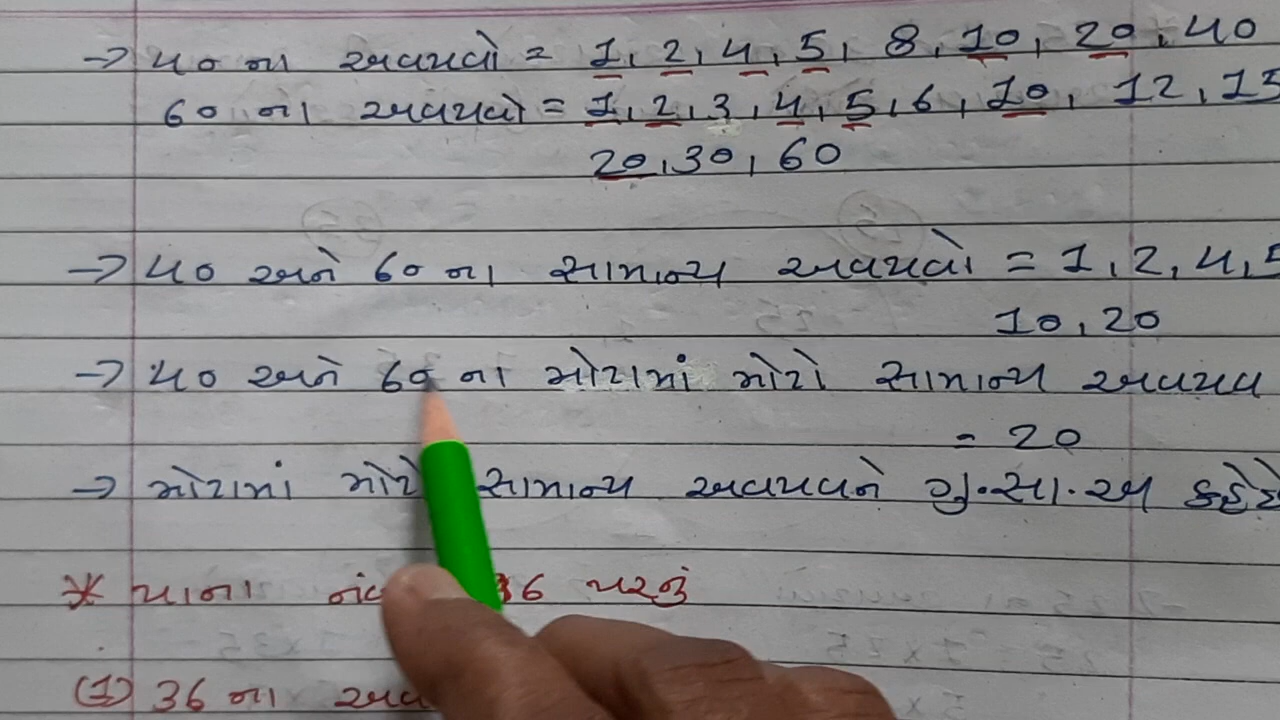 → 40 ના અવયવો = 1, 2, 4, 5, 8, 10, 20, 40
60 ના અવયવો = 1, 2, 3, 4, 5, 6, 10, 12, 15
20, 30, 60
→ 40 અને 60 ના સામાન્ય અવયવો = 1, 2, 4, 5
10, 20
→ 40 અને 60 ના મોટામાં મોટો સામાન્ય અવયવ
= 20
→ મોટામાં મોટો સામાન્ય અવયવને ગુ.સા.અ કહેછે
* પાના 36 પરનું
(1) 36 ના